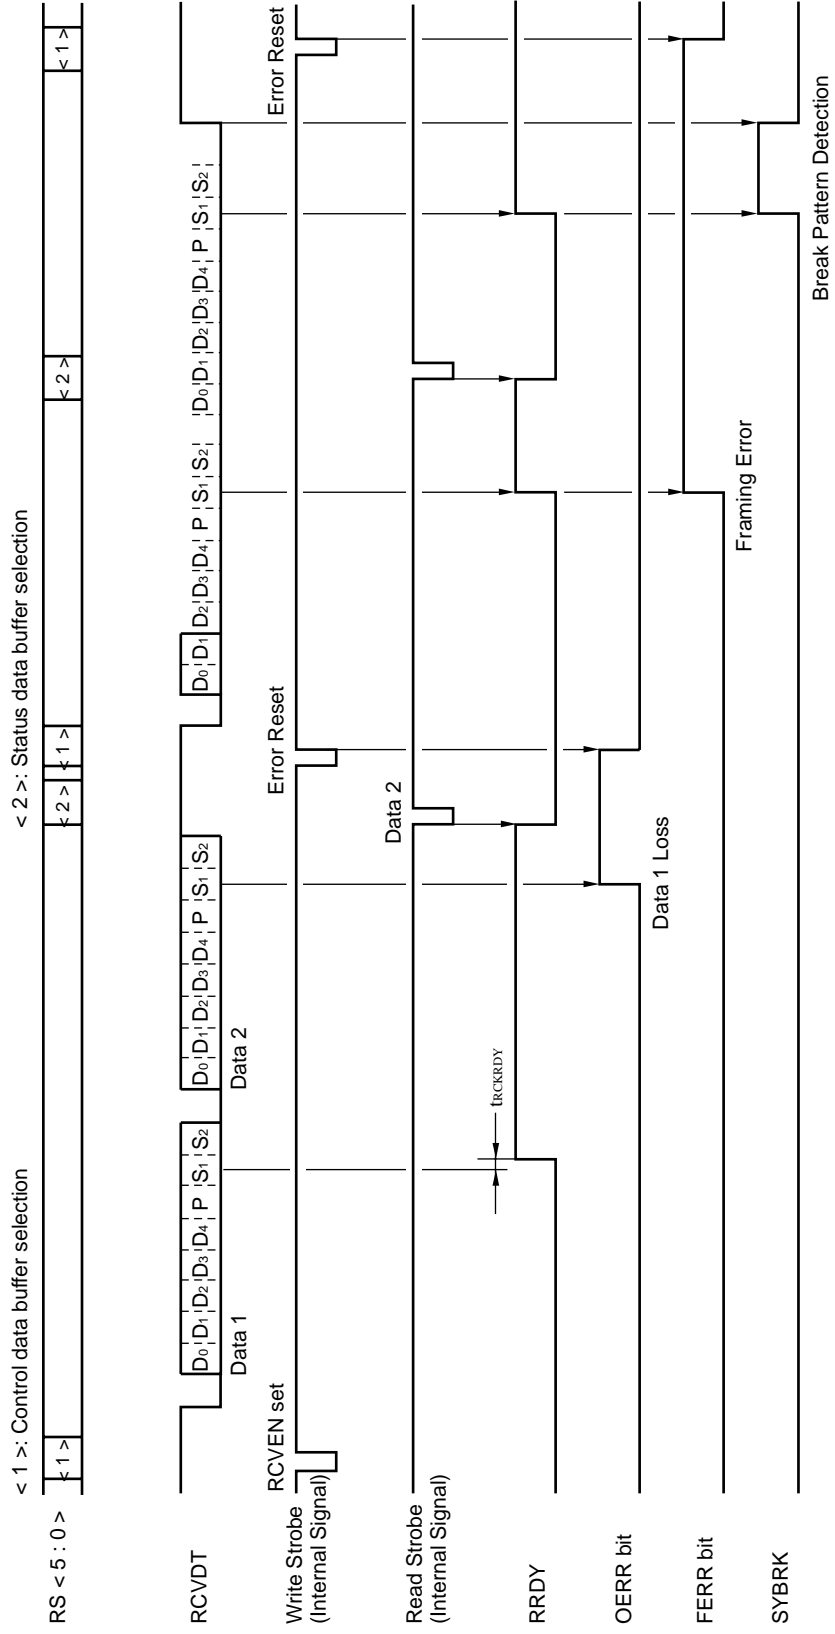 < 1 >: Control data buffer selection
< 2 >: Status data buffer selection
RS < 5 : 0 >
< 1 >
< 2 >
< 1 >
< 2 >
< 1 >
RCVDT
D0 D1 D2 D3 D4 P S1 S2
D0 D1 D2 D3 D4 P S1 S2
D0 D1 D2 D3 D4 P S1 S2
D0 D1 D2 D3 D4 P S1 S2
Data 1
Data 2
RCVEN set
Error Reset
Error Reset
Write Strobe
(Internal Signal)
Data 2
Read Strobe
(Internal Signal)
tRCKRDY
RRDY
OERR bit
Data 1 Loss
FERR bit
Framing Error
SYBRK
Break Pattern Detection